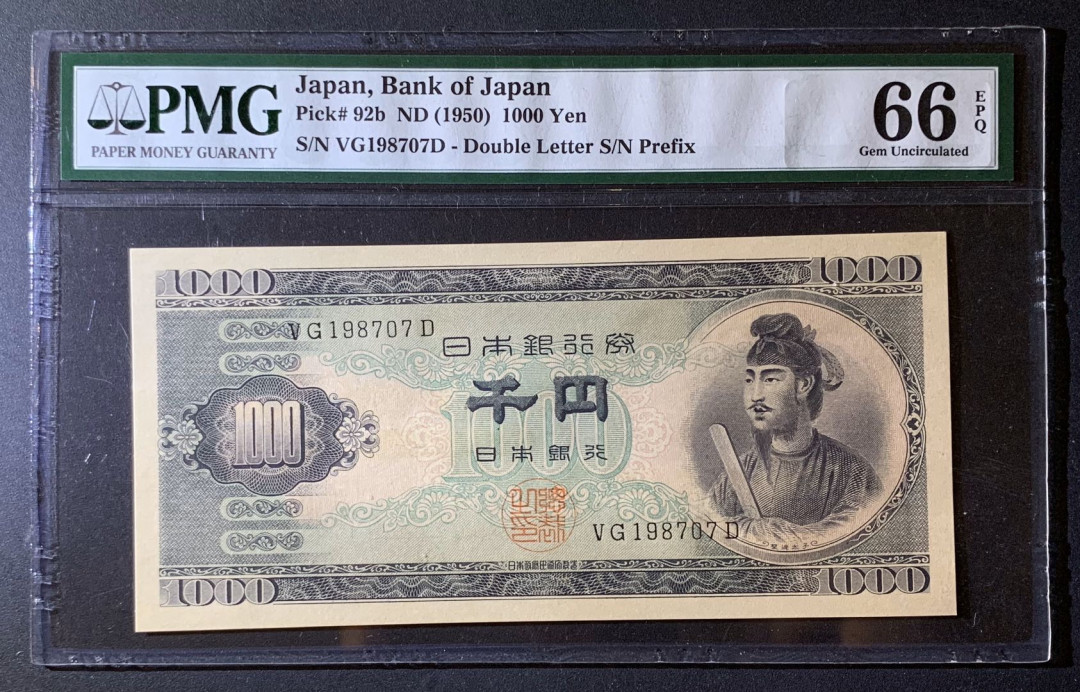 PMG
PAPER MONEY GUARANTY
Japan, Bank of Japan
Pick# 92b ND (1950) 1000 Yen
S/N VG198707D - Double Letter S/N Prefix
66 EPQ
Gem Uncirculated
1000 1000
VG198707D
日本銀行券
千円
1000
1000
日本銀行
VG198707D
1000 1000